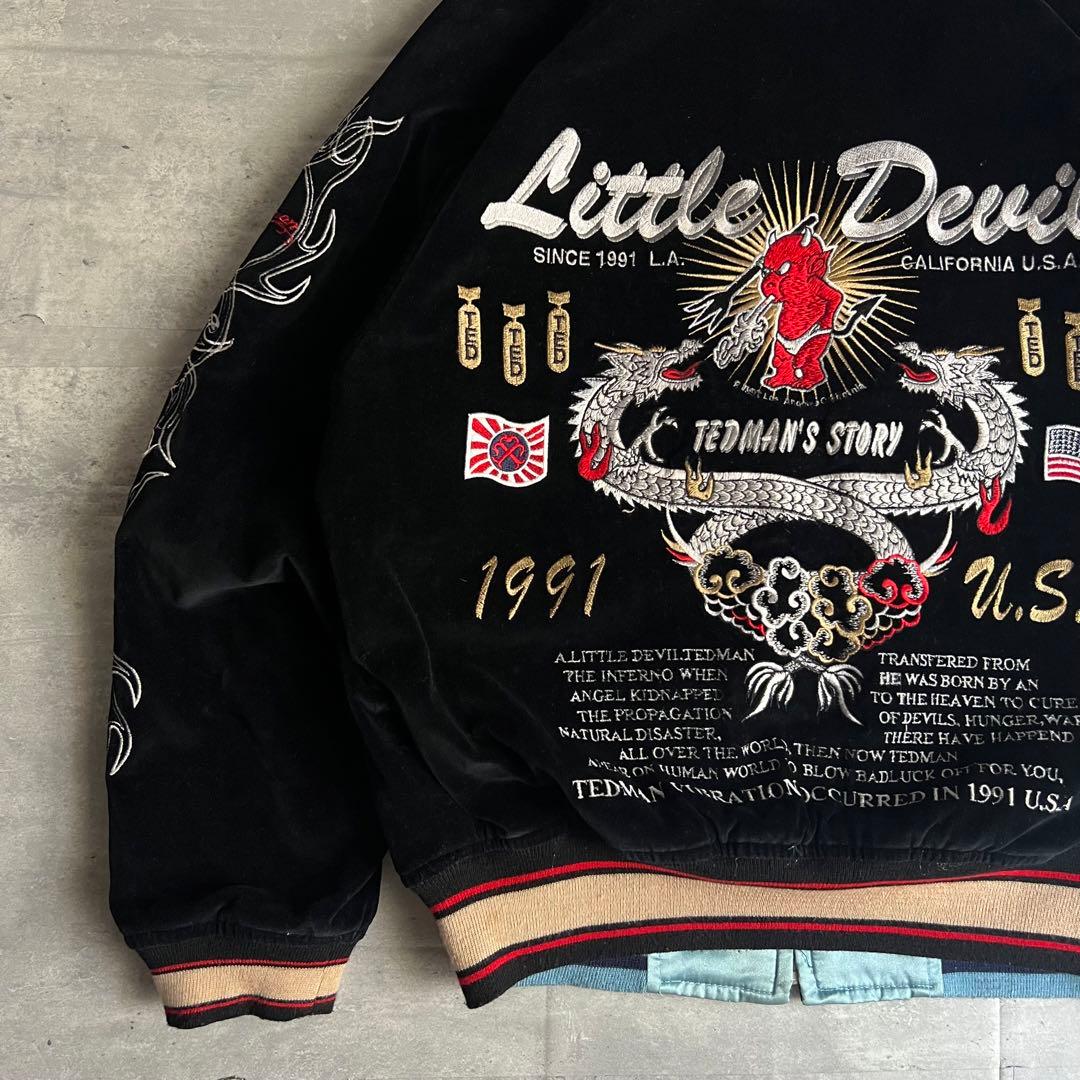 Little Devil
SINCE 1991 L.A.
CALIFORNIA U.S.A
TED TED TED
TEDMAN'S STORY
1991 U.S.
A LITTLE DEVIL.TEDMAN TRANSFERED FROM
THE INFERNO WHEN HE WAS BORN BY AN
ANGEL KIDNAPPED TO THE HEAVEN TO CURE
THE PROPAGATION OF DEVILS, HUNGER, WAR
NATURAL DISASTER, THERE HAVE HAPPEND
ALL OVER THE WORLD, THEN NOW TEDMAN
ON HUMAN WORLD BLOW BADLUCK OFF FOR YOU,
TEDMAN OCCURRED IN 1991 U.S.A